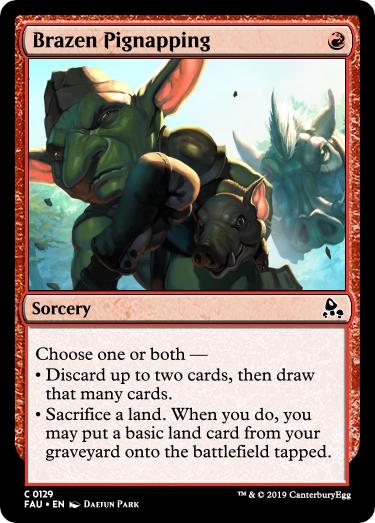 Brazen Pignapping
Sorcery
Choose one or both —
• Discard up to two cards, then draw
that many cards.
• Sacrifice a land. When you do, you
may put a basic land card from your
graveyard onto the battlefield tapped.
C 0129
FAU • EN Daejun Park
™ & © 2019 CanterburyEgg